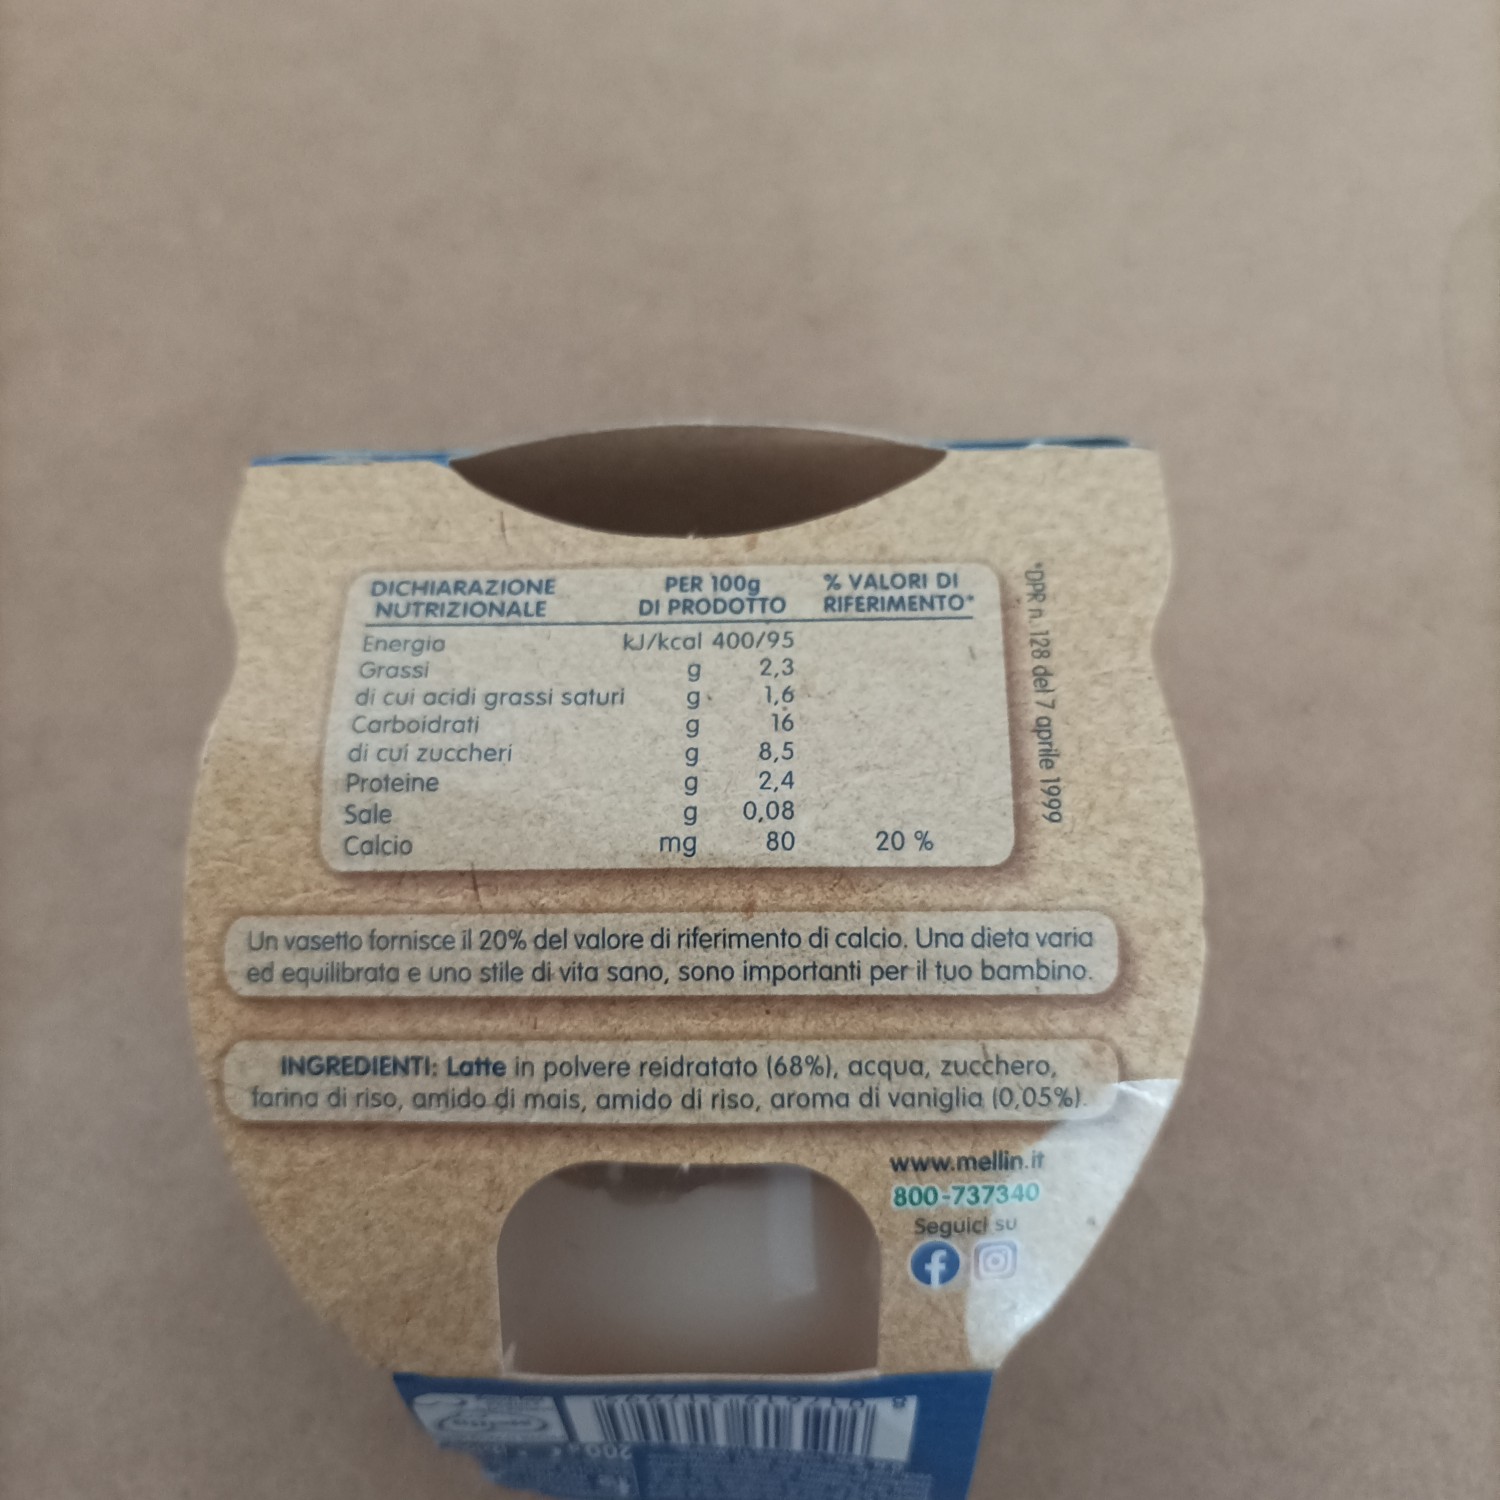 DICHIARAZIONE NUTRIZIONALE PER 100g DI PRODOTTO % VALORI DI RIFERIMENTO*
Energia kJ/kcal 400/95
Grassi g 2,3
di cui acidi grassi saturi g 1,6
Carboidrati g 16
di cui zuccheri g 8,5
Proteine g 2,4
Sale g 0,08
Calcio mg 80 20 %
*DPR n. 128 del 7 aprile 1999
Un vasetto fornisce il 20% del valore di riferimento di calcio. Una dieta varia
ed equilibrata e uno stile di vita sano, sono importanti per il tuo bambino.
INGREDIENTI: Latte in polvere reidratato (68%), acqua, zucchero,
farina di riso, amido di mais, amido di riso, aroma di vaniglia (0,05%).
www.mellin.it
800-737340
Seguici su